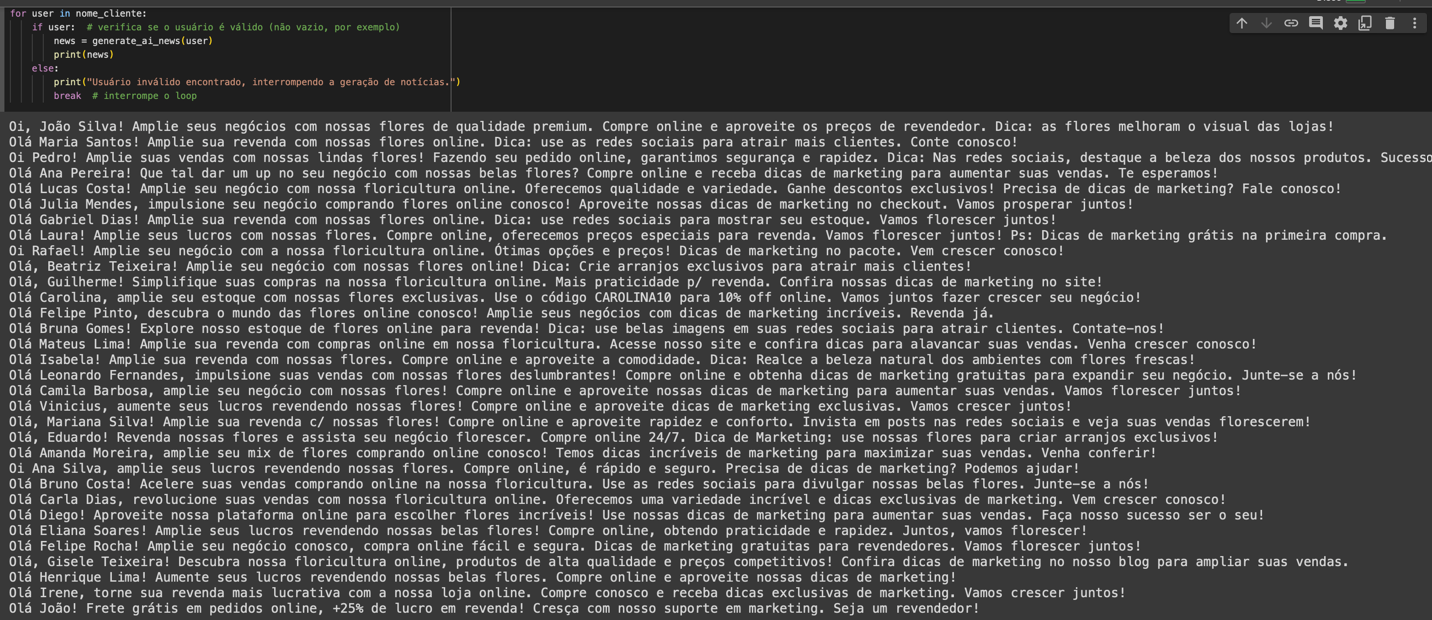 for user in nome_cliente:
if user:  # verifica se o usuário é válido (não vazio, por exemplo)
news = generate_ai_news(user)
print(news)
else:
print("Usuário inválido encontrado, interrompendo a geração de notícias.")
break  # interrompe o loop
Oi, João Silva! Amplie seus negócios com nossas flores de qualidade premium. Compre online e aproveite os preços de revendedor. Dica: as flores melhoram o visual das lojas!
Olá Maria Santos! Amplie sua revenda com nossas flores online. Dica: use as redes sociais para atrair mais clientes. Conte conosco!
Oi Pedro! Amplie suas vendas com nossas lindas flores! Fazendo seu pedido online, garantimos segurança e rapidez. Dica: Nas redes sociais, destaque a beleza dos nossos produtos. Sucesso
Olá Ana Pereira! Que tal dar um up no seu negócio com nossas belas flores? Compre online e receba dicas de marketing para aumentar suas vendas. Te esperamos!
Olá Lucas Costa! Amplie seu negócio com nossa floricultura online. Oferecemos qualidade e variedade. Ganhe descontos exclusivos! Precisa de dicas de marketing? Fale conosco!
Olá Julia Mendes, impulsione seu negócio comprando flores online conosco! Aproveite nossas dicas de marketing no checkout. Vamos prosperar juntos!
Olá Gabriel Dias! Amplie sua revenda com nossas flores online. Dica: use redes sociais para mostrar seu estoque. Vamos florescer juntos!
Olá Laura! Amplie seus lucros com nossas flores. Compre online, oferecemos preços especiais para revenda. Vamos florescer juntos! Ps: Dicas de marketing grátis na primeira compra.
Oi Rafael! Amplie seu negócio com a nossa floricultura online. Ótimas opções e preços! Dicas de marketing no pacote. Vem crescer conosco!
Olá, Beatriz Teixeira! Amplie seu negócio com nossas flores online! Dica: Crie arranjos exclusivos para atrair mais clientes!
Olá, Guilherme! Simplifique suas compras na nossa floricultura online. Mais praticidade p/ revenda. Confira nossas dicas de marketing no site!
Olá Carolina, amplie seu estoque com nossas flores exclusivas. Use o código CAROLINA10 para 10% off online. Vamos juntos fazer crescer seu negócio!
Olá Felipe Pinto, descubra o mundo das flores online conosco! Amplie seus negócios com dicas de marketing incríveis. Revenda já.
Olá Bruna Gomes! Explore nosso estoque de flores online para revenda! Dica: use belas imagens em suas redes sociais para atrair clientes. Contate-nos!
Olá Mateus Lima! Amplie sua revenda com compras online em nossa floricultura. Acesse nosso site e confira dicas para alavancar suas vendas. Venha crescer conosco!
Olá Isabela! Amplie sua revenda com nossas flores. Compre online e aproveite a comodidade. Dica: Realce a beleza natural dos ambientes com flores frescas!
Olá Leonardo Fernandes, impulsione suas vendas com nossas flores deslumbrantes! Compre online e obtenha dicas de marketing gratuitas para expandir seu negócio. Junte-se a nós!
Olá Camila Barbosa, amplie seu negócio com nossas flores! Compre online e aproveite nossas dicas de marketing para aumentar suas vendas. Vamos florescer juntos!
Olá Vinicius, aumente seus lucros revendendo nossas flores! Compre online e aproveite dicas de marketing exclusivas. Vamos crescer juntos!
Olá, Mariana Silva! Amplie sua revenda c/ nossas flores! Compre online e aproveite rapidez e conforto. Invista em posts nas redes sociais e veja suas vendas florescerem!
Olá, Eduardo! Revenda nossas flores e assista seu negócio florescer. Compre online 24/7. Dica de Marketing: use nossas flores para criar arranjos exclusivos!
Olá Amanda Moreira, amplie seu mix de flores comprando online conosco! Temos dicas incríveis de marketing para maximizar suas vendas. Venha conferir!
Oi Ana Silva, amplie seus lucros revendendo nossas flores. Compre online, é rápido e seguro. Precisa de dicas de marketing? Podemos ajudar!
Olá Bruno Costa! Acelere suas vendas comprando online na nossa floricultura. Use as redes sociais para divulgar nossas belas flores. Junte-se a nós!
Olá Carla Dias, revolucione suas vendas com nossa floricultura online. Oferecemos uma variedade incrível e dicas exclusivas de marketing. Vem crescer conosco!
Olá Diego! Aproveite nossa plataforma online para escolher flores incríveis! Use nossas dicas de marketing para aumentar suas vendas. Faça nosso sucesso ser o seu!
Olá Eliana Soares! Amplie seus lucros revendendo nossas belas flores! Compre online, obtendo praticidade e rapidez. Juntos, vamos florescer!
Olá Felipe Rocha! Amplie seu negócio conosco, compra online fácil e segura. Dicas de marketing gratuitas para revendedores. Vamos florescer juntos!
Olá, Gisele Teixeira! Descubra nossa floricultura online, produtos de alta qualidade e preços competitivos! Confira dicas de marketing no nosso blog para ampliar suas vendas.
Olá Henrique Lima! Aumente seus lucros revendendo nossas belas flores. Compre online e aproveite nossas dicas de marketing!
Olá Irene, torne sua revenda mais lucrativa com a nossa loja online. Compre conosco e receba dicas exclusivas de marketing. Vamos crescer juntos!
Olá João! Frete grátis em pedidos online, +25% de lucro em revenda! Cresça com nosso suporte em marketing. Seja um revendedor!